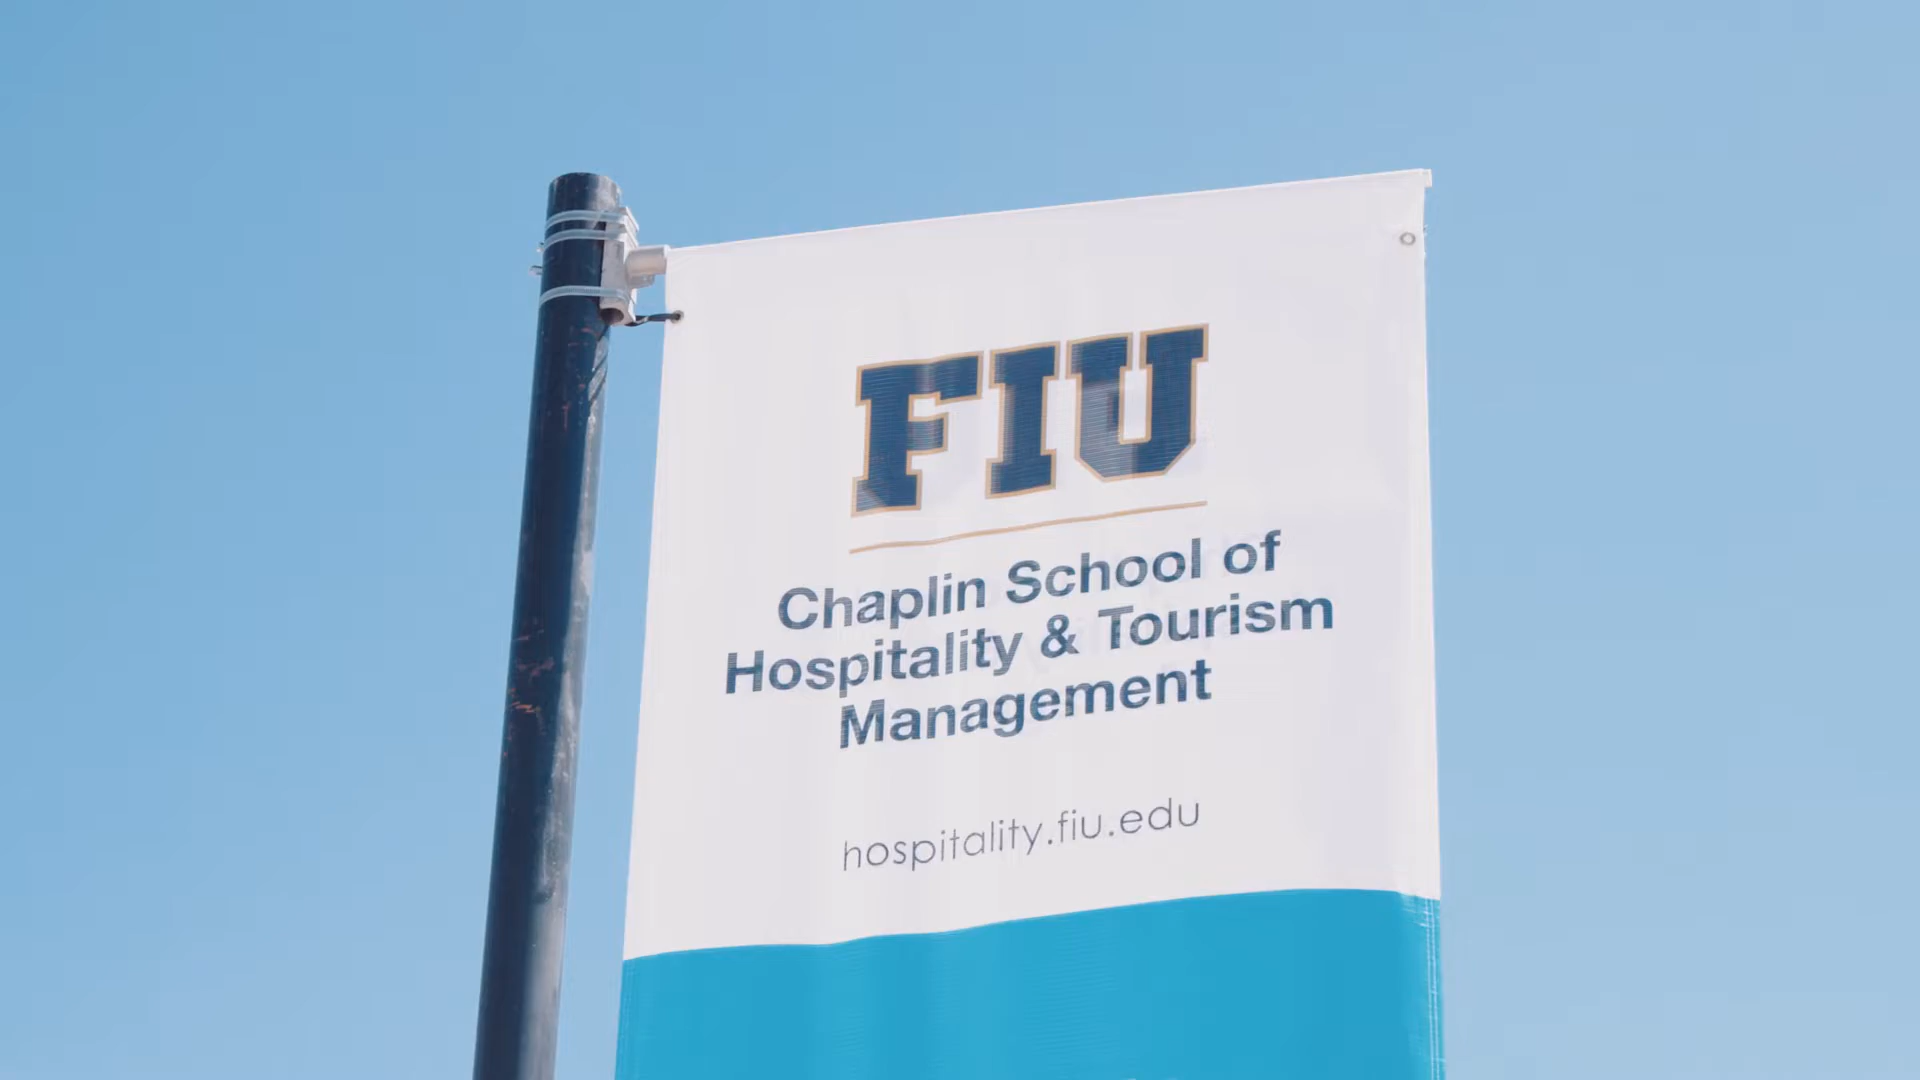 FIU
Chaplin School of
Hospitality & Tourism
Management
hospitality.fiu.edu